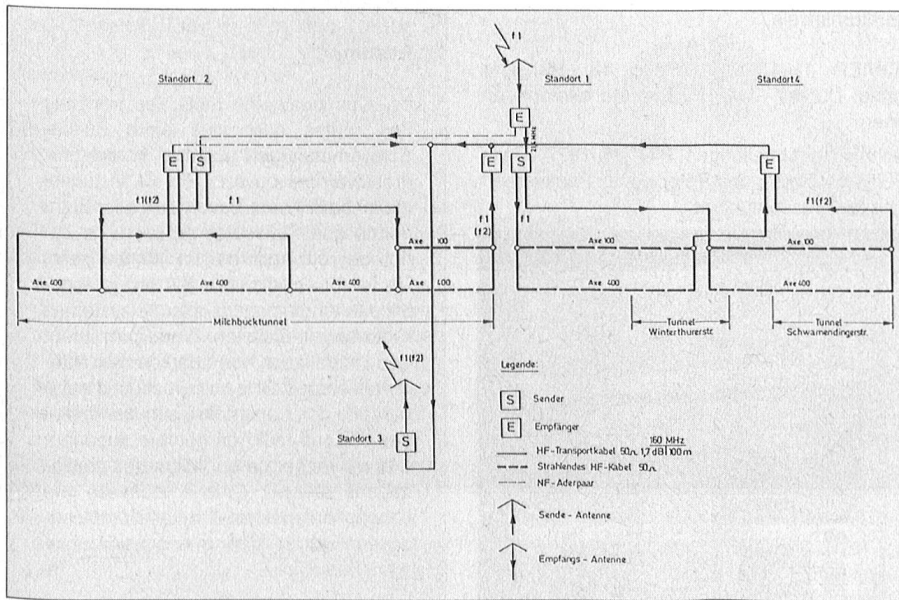 f1
Standort 2
Standort 1
Standort 4
E
E
S
E
S
E
f1(f2)
f 1
f1
(f2)
f1
f1(f2)
Axe 100
Axe 100
Axe 100
Axe 400
Axe 400
Axe 400
Axe 400
Axe 400
Axe 400
Milchbucktunnel
Tunnel
Winterthurerstr.
Tunnel
Schwamendingerstr.
f1(f2)
Standort 3
S
Legende:
S Sender
E Empfänger
160 MHz
HF-Transportkabel 50Ω 1,7 dB|100m
Strahlendes HF-Kabel 50Ω
NF-Aderpaar
Sende - Antenne
Empfangs - Antenne